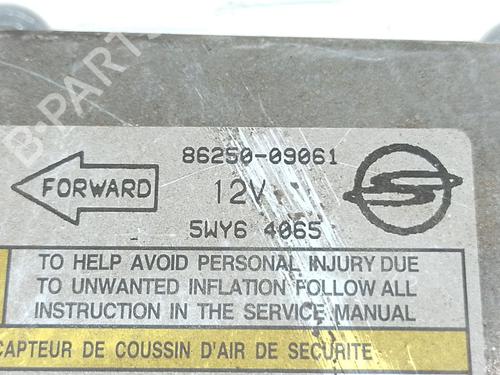 B-PARTS
86250-09061
FORWARD
12V
5WY6 4065
TO HELP AVOID PERSONAL INJURY DUE
TO UNWANTED INFLATION FOLLOW ALL
INSTRUCTION IN THE SERVICE MANUAL
CAPTEUR DE COUSSIN D'AIR DE SECURITE